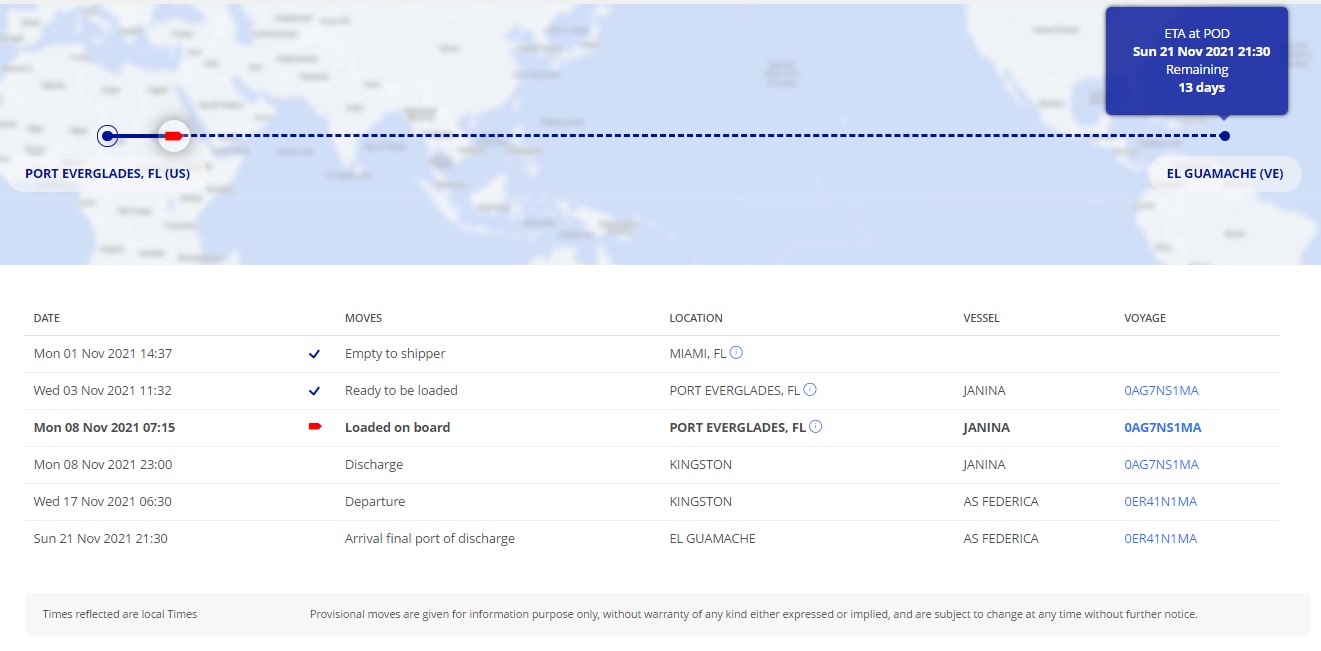 ETA at POD
Sun 21 Nov 2021 21:30
Remaining
13 days
PORT EVERGLADES, FL (US)
EL GUAMACHE (VE)
DATE MOVES LOCATION VESSEL VOYAGE
Mon 01 Nov 2021 14:37 Empty to shipper MIAMI, FL
Wed 03 Nov 2021 11:32 Ready to be loaded PORT EVERGLADES, FL JANINA 0AG7NS1MA
Mon 08 Nov 2021 07:15 Loaded on board PORT EVERGLADES, FL JANINA 0AG7NS1MA
Mon 08 Nov 2021 23:00 Discharge KINGSTON JANINA 0AG7NS1MA
Wed 17 Nov 2021 06:30 Departure KINGSTON AS FEDERICA 0ER41N1MA
Sun 21 Nov 2021 21:30 Arrival final port of discharge EL GUAMACHE AS FEDERICA 0ER41N1MA
Times reflected are local Times Provisional moves are given for information purpose only, without warranty of any kind either expressed or implied, and are subject to change at any time without further notice.